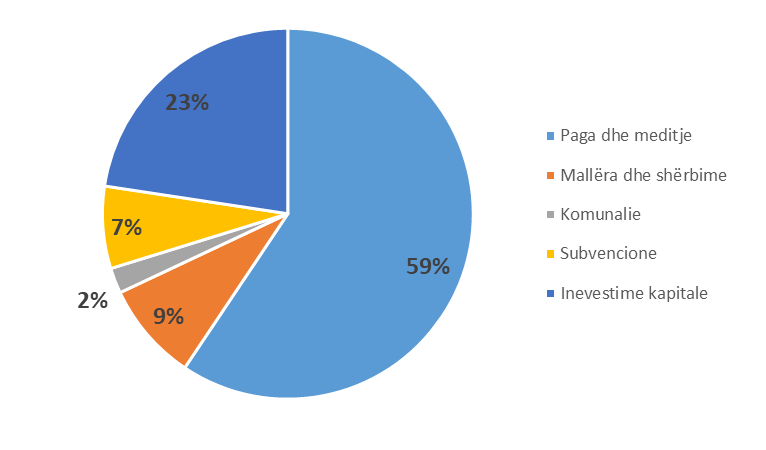 23%
7%
2%
9%
59%
Paga dhe meditje
Mallëra dhe shërbime
Komunalie
Subvencione
Inevestime kapitale